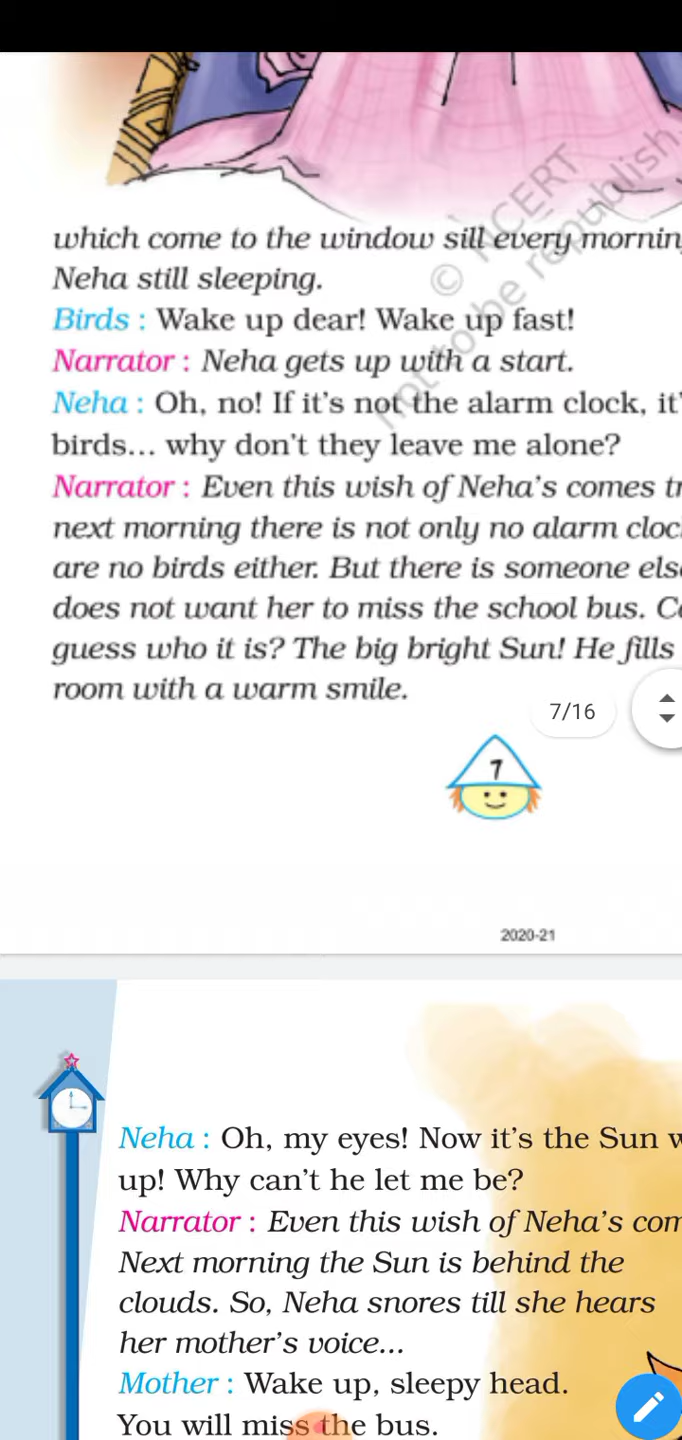 © NCERT
not to be republish
which come to the window sill every
Neha still sleeping.
Birds : Wake up dear! Wake up fast!
Narrator : Neha gets up with a start.
Neha : Oh, no! If it's not the alarm clock,
birds... why don't they leave me alone?
Narrator : Even this wish of Neha's comes
next morning there is not only no alarm
are no birds either. But there is someone
does not want her to miss the school bus.
guess who it is? The big bright Sun! He fills
room with a warm smile.
7/16
7
2020-21
Neha : Oh, my eyes! Now it's the Sun
up! Why can't he let me be?
Narrator : Even this wish of Neha's
Next morning the Sun is behind the
clouds. So, Neha snores till she hears
her mother's voice...
Mother : Wake up, sleepy head.
You will miss the bus.